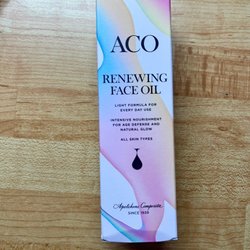 ACO
RENEWING
FACE OIL
LIGHT FORMULA FOR
EVERY DAY USE
INTENSIVE NOURISHMENT
FOR AGE DEFENSE AND
NATURAL GLOW
ALL SKIN TYPES
Apotekens Composita
SINCE 1939